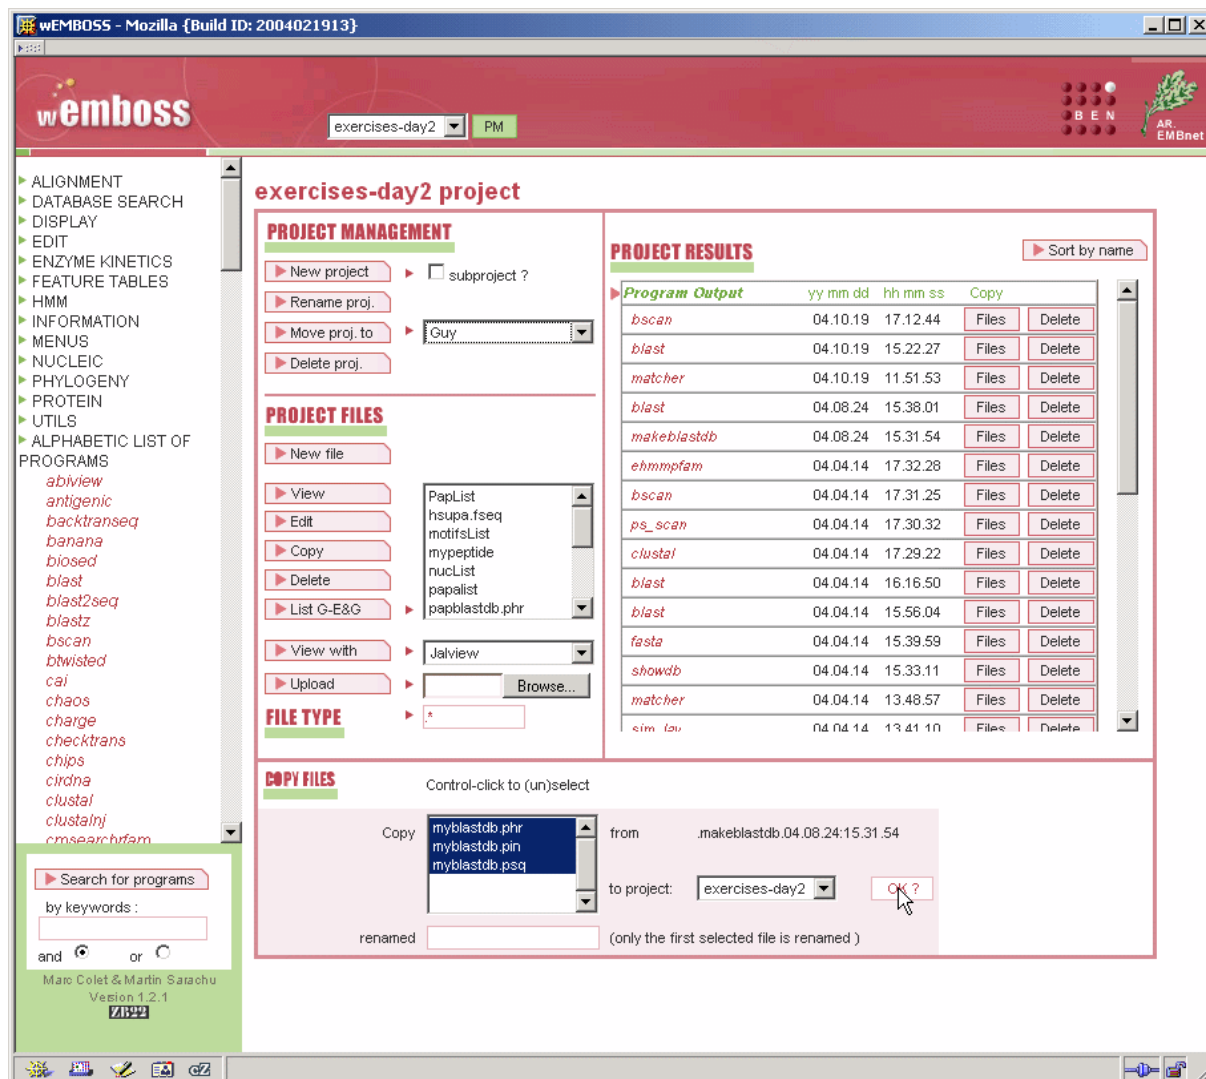 wEMBOSS - Mozilla {Build ID: 2004021913}
wemboss
exercises-day2 PM
BEN
AR.
EMBnet
ALIGNMENT
DATABASE SEARCH
DISPLAY
EDIT
ENZYME KINETICS
FEATURE TABLES
HMM
INFORMATION
MENUS
NUCLEIC
PHYLOGENY
PROTEIN
UTILS
ALPHABETIC LIST OF
PROGRAMS
abiview
antigenic
backtranseq
banana
biosed
blast
blast2seq
blastz
bscan
btwisted
cai
chaos
charge
checktrans
chips
cirdna
clustal
clustalnj
cmsearchrfam
Search for programs
by keywords :
and or
Marc Colet & Martin Sarachu
Version 1.2.1
ZB22
exercises-day2 project
PROJECT MANAGEMENT
New project subproject ?
Rename proj.
Move proj. to Guy
Delete proj.
PROJECT FILES
New file
View
Edit
Copy
Delete
List G-E&G
PapList
hsupa.fseq
motifsList
mypeptide
nucList
papalist
papblastdb.phr
View with Jalview
Upload Browse...
FILE TYPE .*
PROJECT RESULTS Sort by name
Program Output yy mm dd hh mm ss Copy
bscan 04.10.19 17.12.44 Files Delete
blast 04.10.19 15.22.27 Files Delete
matcher 04.10.19 11.51.53 Files Delete
blast 04.08.24 15.38.01 Files Delete
makeblastdb 04.08.24 15.31.54 Files Delete
ehmmpfam 04.04.14 17.32.28 Files Delete
bscan 04.04.14 17.31.25 Files Delete
ps_scan 04.04.14 17.30.32 Files Delete
clustal 04.04.14 17.29.22 Files Delete
blast 04.04.14 16.16.50 Files Delete
blast 04.04.14 15.56.04 Files Delete
fasta 04.04.14 15.39.59 Files Delete
showdb 04.04.14 15.33.11 Files Delete
matcher 04.04.14 13.48.57 Files Delete
04.04.14 13.41.10 Files Delete
COPY FILES Control-click to (un)select
Copy
myblastdb.phr
myblastdb.pin
myblastdb.psq
from .makeblastdb.04.08.24:15.31.54
to project: exercises-day2 OK ?
renamed (only the first selected file is renamed )